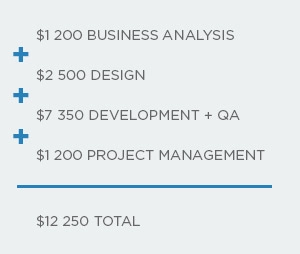 $1 200 BUSINESS ANALYSIS
+
$2 500 DESIGN
+
$7 350 DEVELOPMENT + QA
+
$1 200 PROJECT MANAGEMENT
$12 250 TOTAL